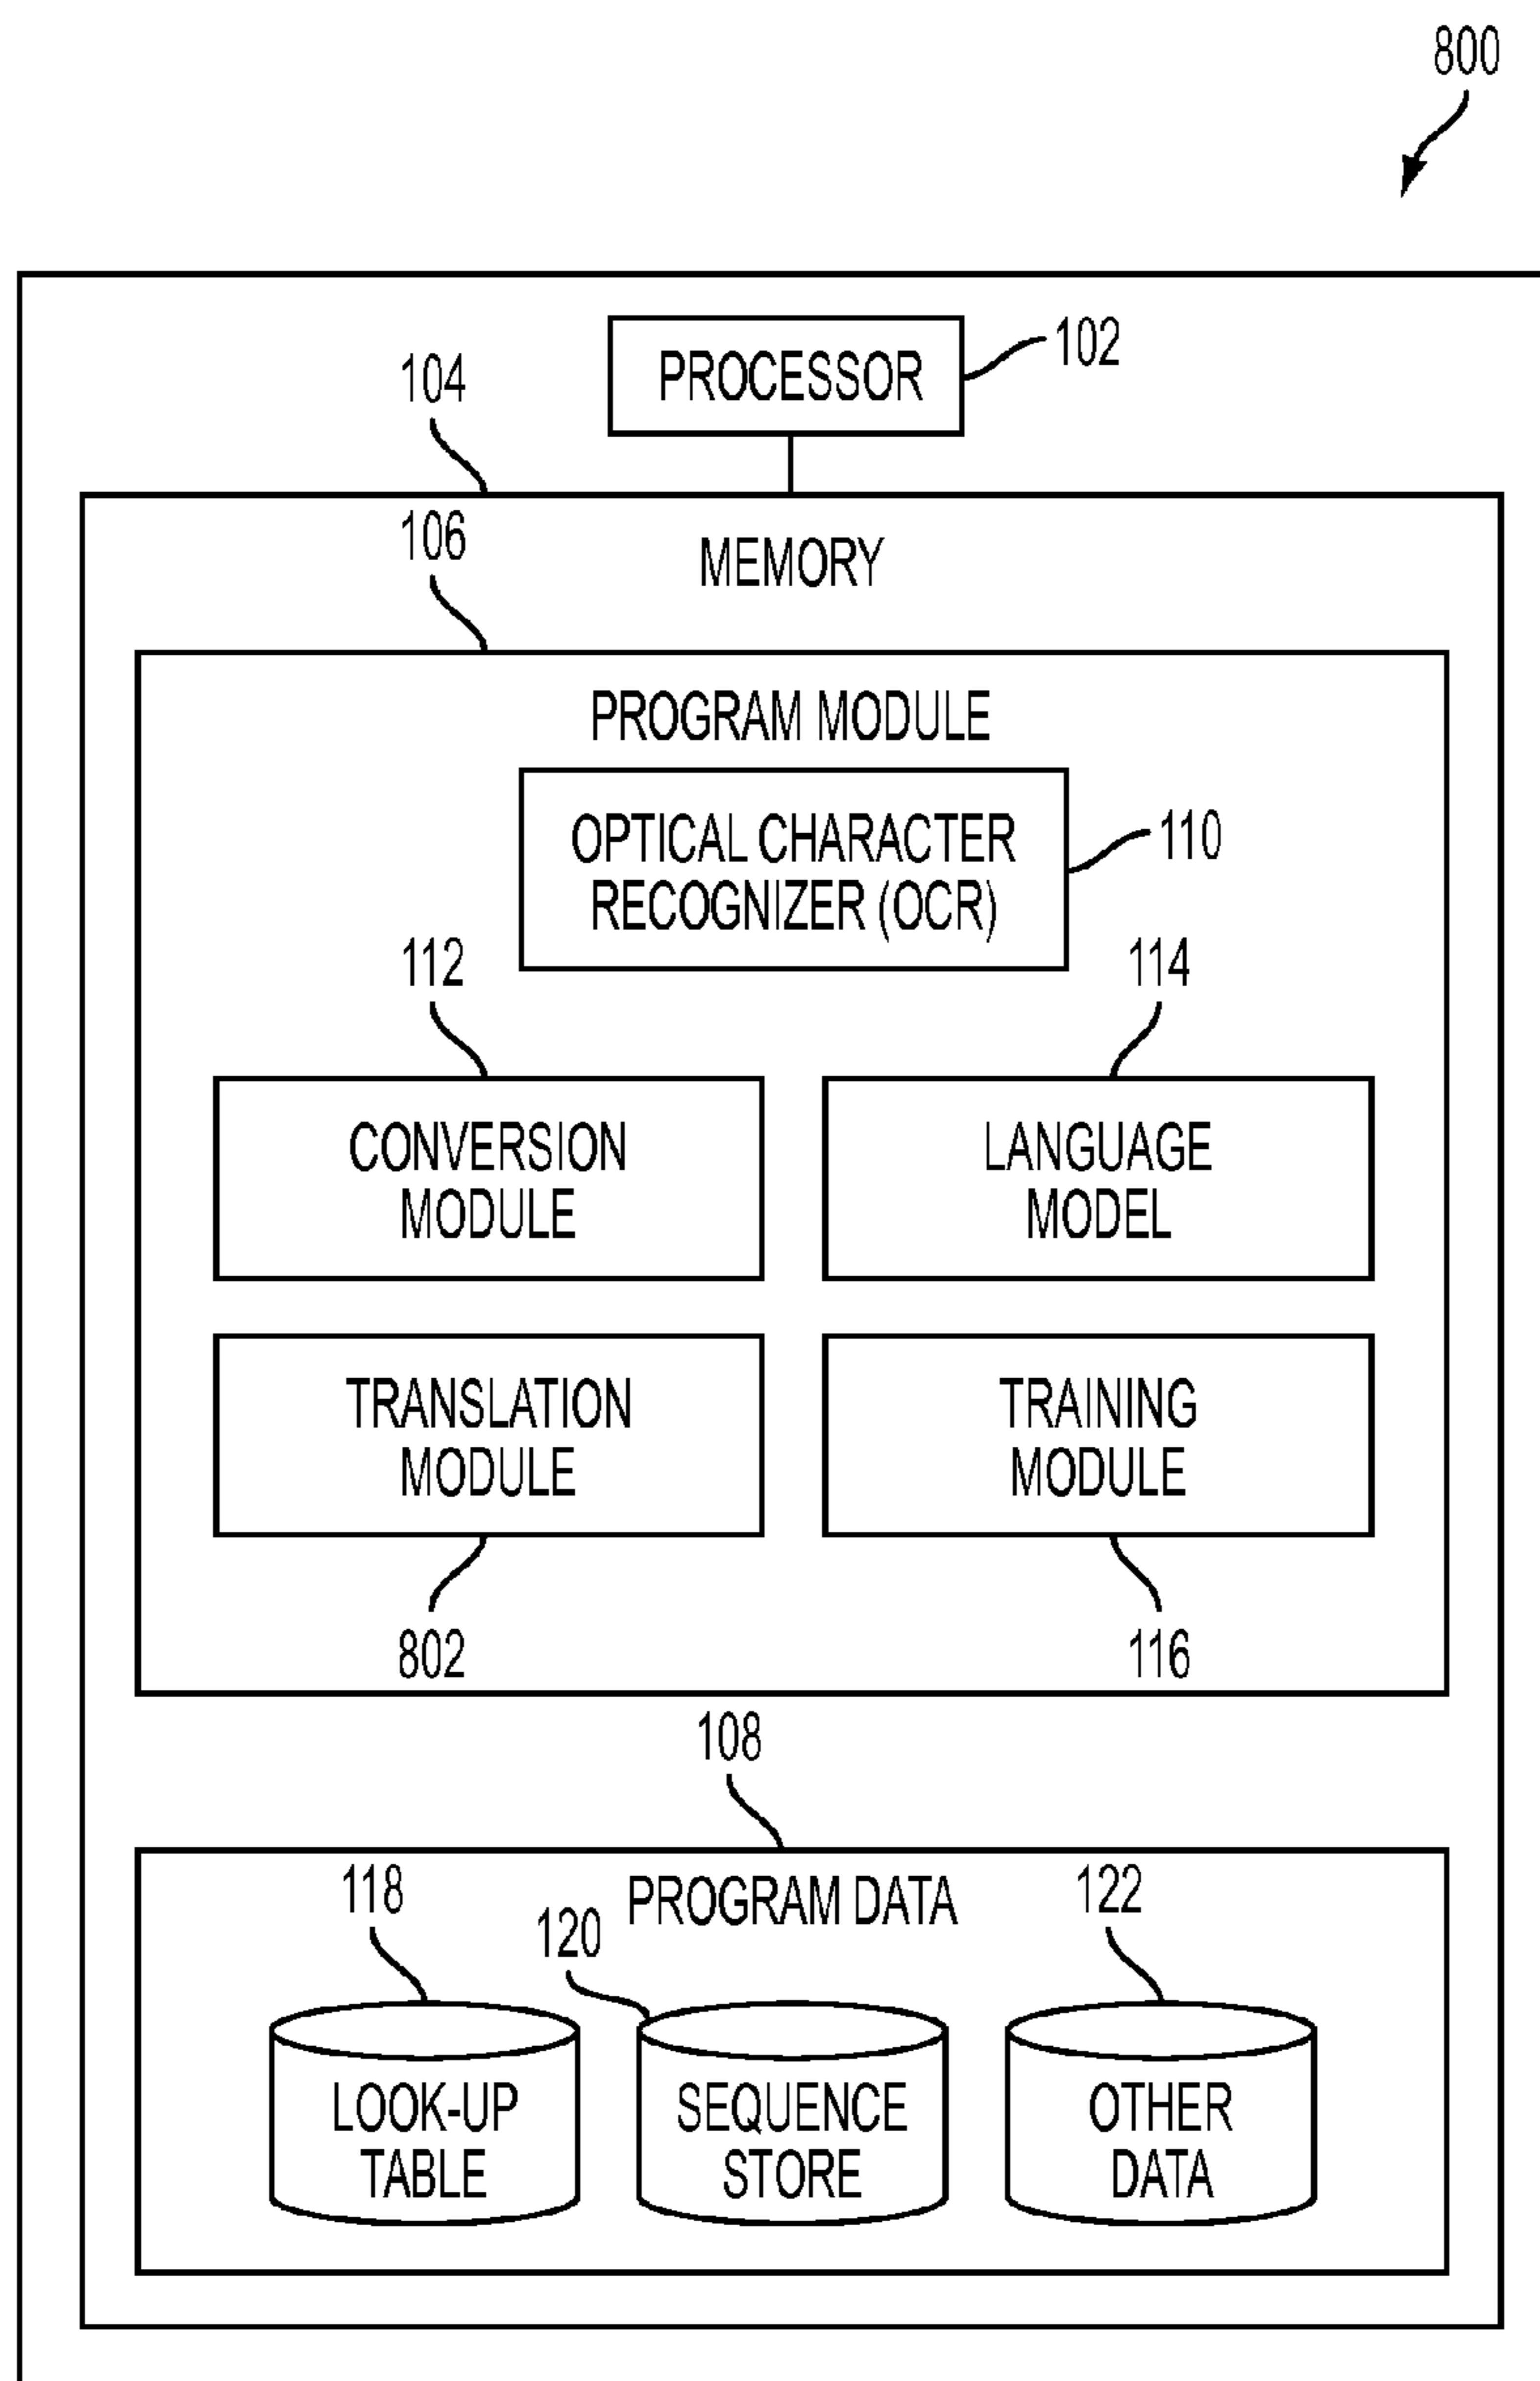 800
PROCESSOR
102
104
106
MEMORY
PROGRAM MODULE
OPTICAL CHARACTER
RECOGNIZER (OCR)
110
112
114
CONVERSION
MODULE
LANGUAGE
MODEL
TRANSLATION
MODULE
TRAINING
MODULE
802
116
108
118
PROGRAM DATA
120
122
LOOK-UP
TABLE
SEQUENCE
STORE
OTHER
DATA